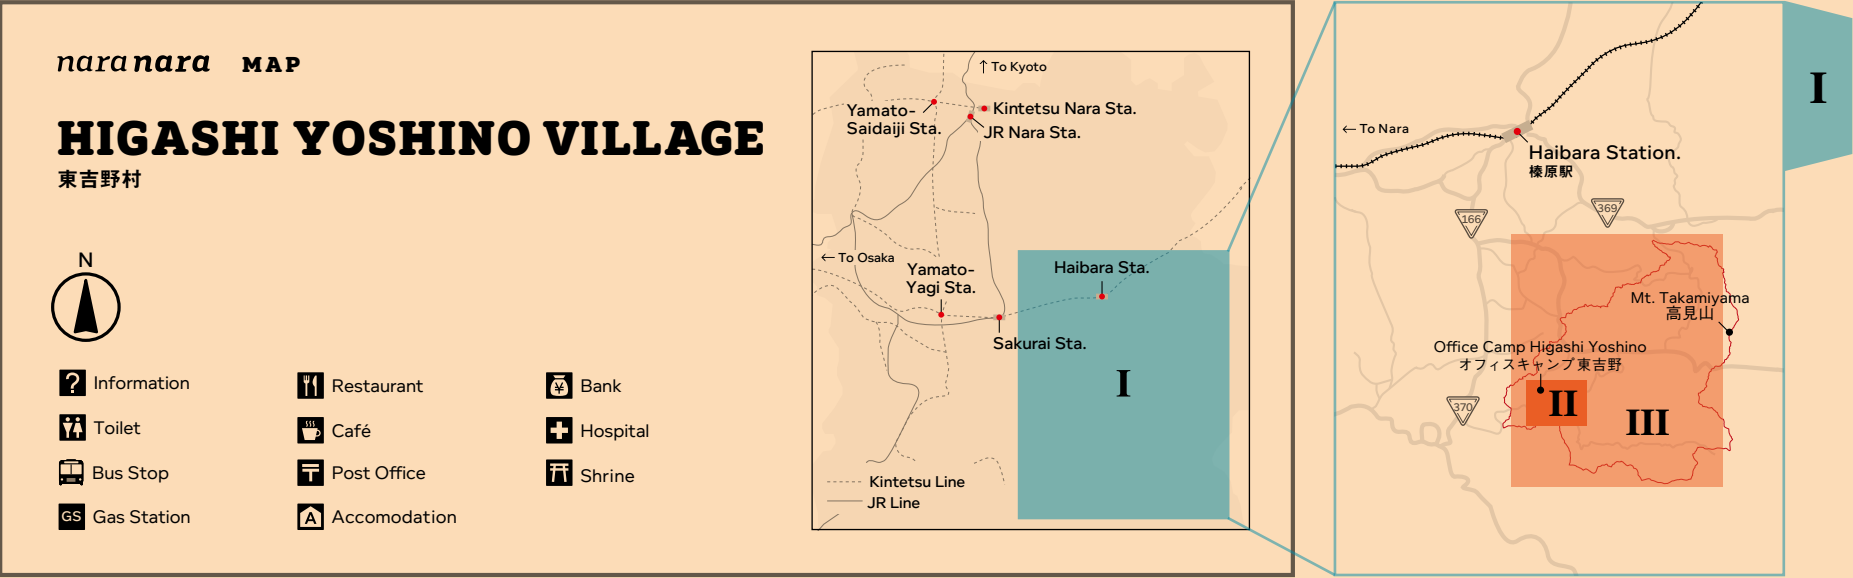 naranara MAP
HIGASHI YOSHINO VILLAGE
東吉野村
N
Information
Toilet
Bus Stop
GS Gas Station
Restaurant
Café
Post Office
A Accomodation
¥ Bank
Hospital
Shrine
↑ To Kyoto
Yamato-
Saidaiji Sta.
Kintetsu Nara Sta.
JR Nara Sta.
← To Osaka
Yamato-
Yagi Sta.
Haibara Sta.
Sakurai Sta.
I
Kintetsu Line
JR Line
I
← To Nara
Haibara Station.
榛原駅
166
369
Mt. Takamiyama
高見山
Office Camp Higashi Yoshino
オフィスキャンプ東吉野
370
II
III